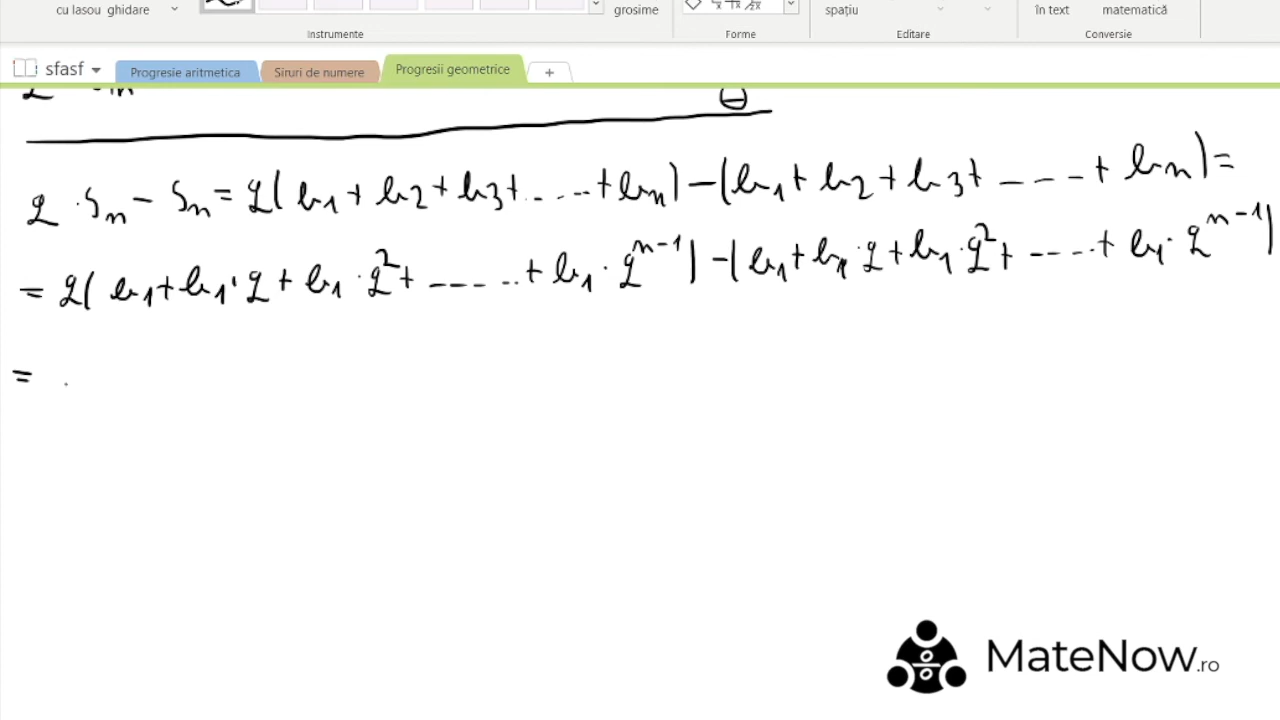 cu lasou ghidare
grosime
spațiu
în text matematică
Instrumente
Forme
Editare
Conversie
sfasf
Progresie aritmetica
Siruri de numere
Progresii geometrice
q · Sn − Sn = q(b1 + b2 + b3 + ...... + bn) − (b1 + b2 + b3 + ---- + bn) =
= q(b1 + b1 · q + b1 · q² + ------ + b1 · q^(n−1)) − (b1 + b1 · q + b1 · q² + ----- + b1 · q^(n−1))
=
MateNow.ro